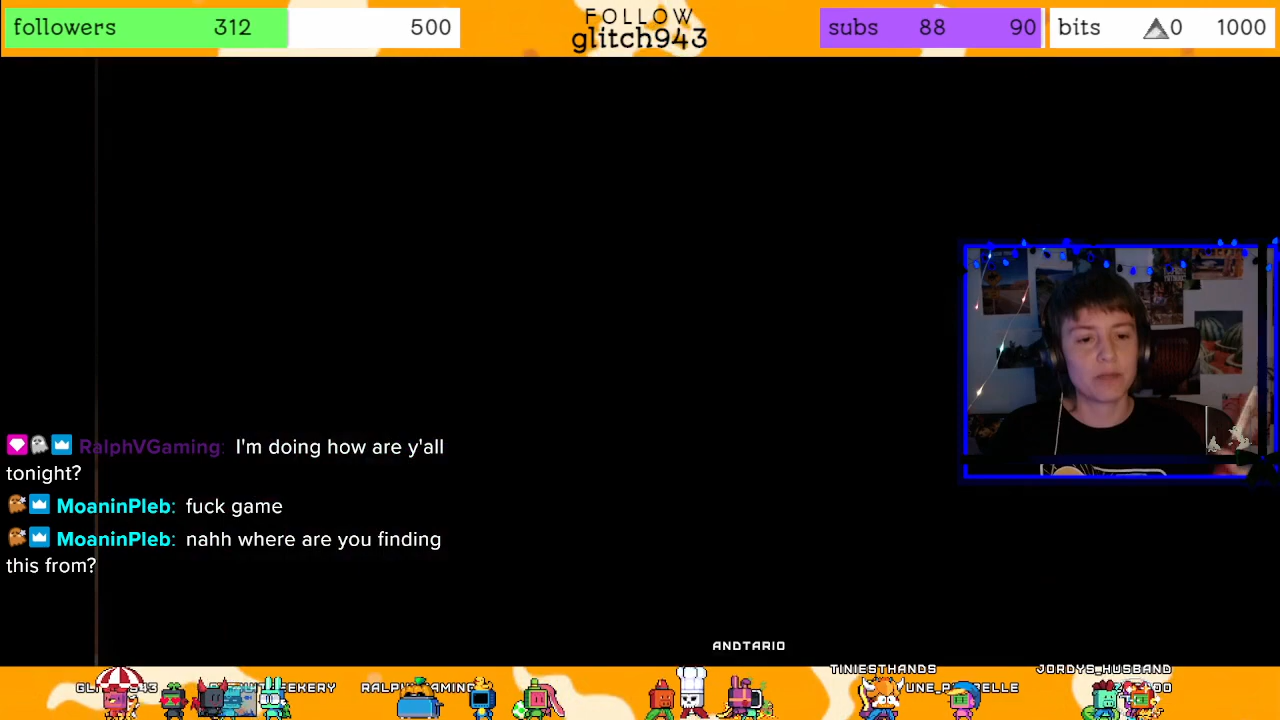 followers 312 500
FOLLOW
glitch943
subs 88 90
bits 0 1000
RalphVGaming: I'm doing how are y'all
tonight?
MoaninPleb: fuck game
MoaninPleb: nahh where are you finding
this from?
ANDTARIO
TINIESTHANDS
JORDYS_HUSBAND